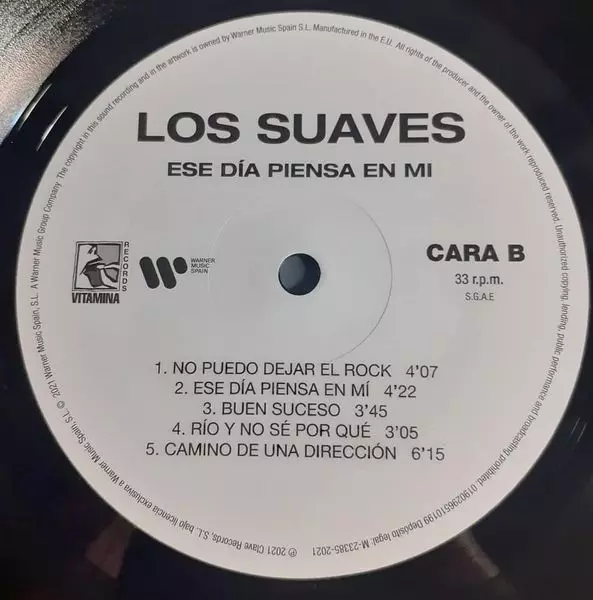 LOS SUAVES
ESE DÍA PIENSA EN MI
VITAMINA
RECORDS
WARNER
MUSIC
SPAIN
CARA B
33 r.p.m.
S.G.A.E
1. NO PUEDO DEJAR EL ROCK 4'07
2. ESE DÍA PIENSA EN MÍ 4'22
3. BUEN SUCESO 3'45
4. RÍO Y NO SÉ POR QUÉ 3'05
5. CAMINO DE UNA DIRECCIÓN 6'15
℗ 2021 Clave Records, S.L. bajo licencia exclusiva a Warner Music Spain, S.L. © 2021 Warner Music Spain, S.L. A Warner Music Group Company. The copyright in this sound recording and in the artwork is owned by Warner Music Spain S.L. Manufactured in the E.U. All rights of the producer and the owner of the work reproduced reserved. Unauthorized copying, lending, public performance and broadcasting prohibited. 0190296510199 Depósito legal: M-23385-2021